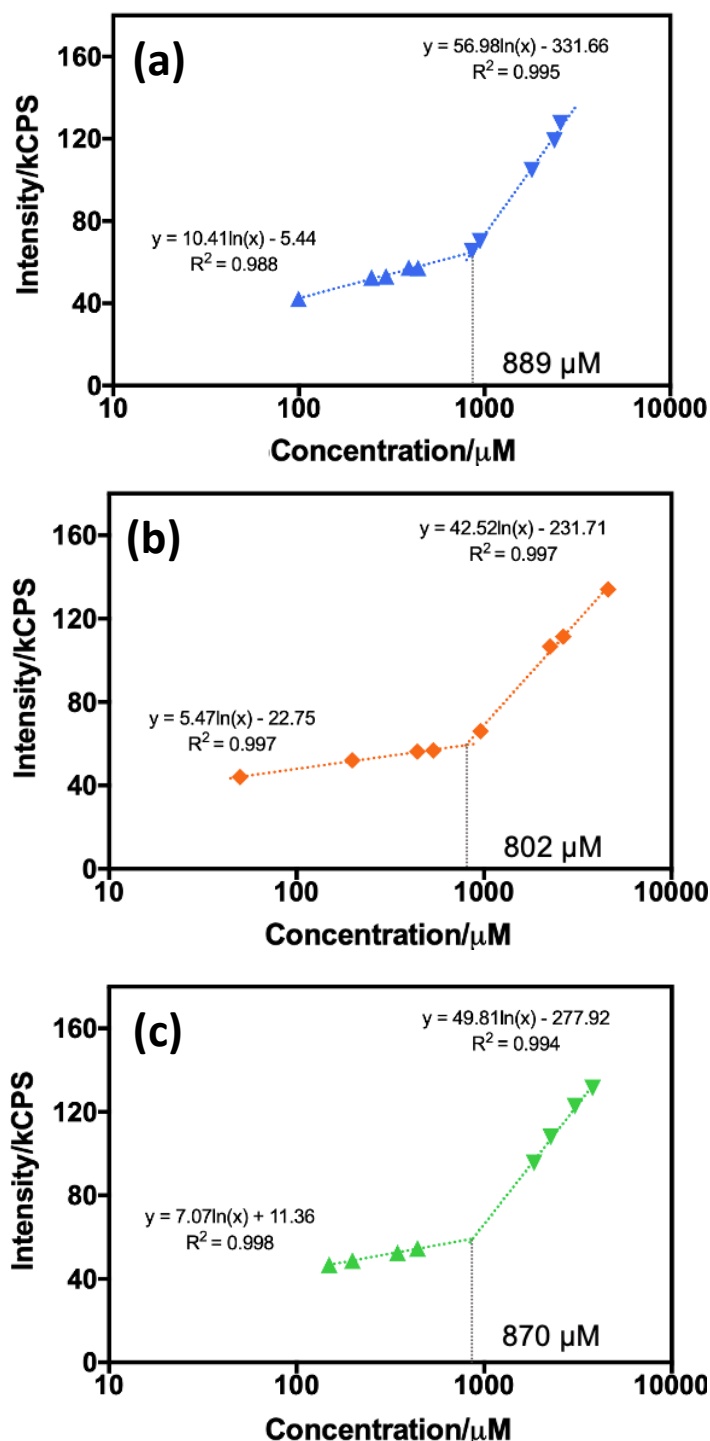 (a)
y = 56.98ln(x) - 331.66
R² = 0.995
y = 10.41ln(x) - 5.44
R² = 0.988
889 μM
Intensity/kCPS
160
120
80
40
0
10
100
1000
10000
Concentration/μM
(b)
y = 42.52ln(x) - 231.71
R² = 0.997
y = 5.47ln(x) - 22.75
R² = 0.997
802 μM
Intensity/kCPS
160
120
80
40
0
10
100
1000
10000
Concentration/μM
(c)
y = 49.81ln(x) - 277.92
R² = 0.994
y = 7.07ln(x) + 11.36
R² = 0.998
870 μM
Intensity/kCPS
160
120
80
40
0
10
100
1000
10000
Concentration/μM